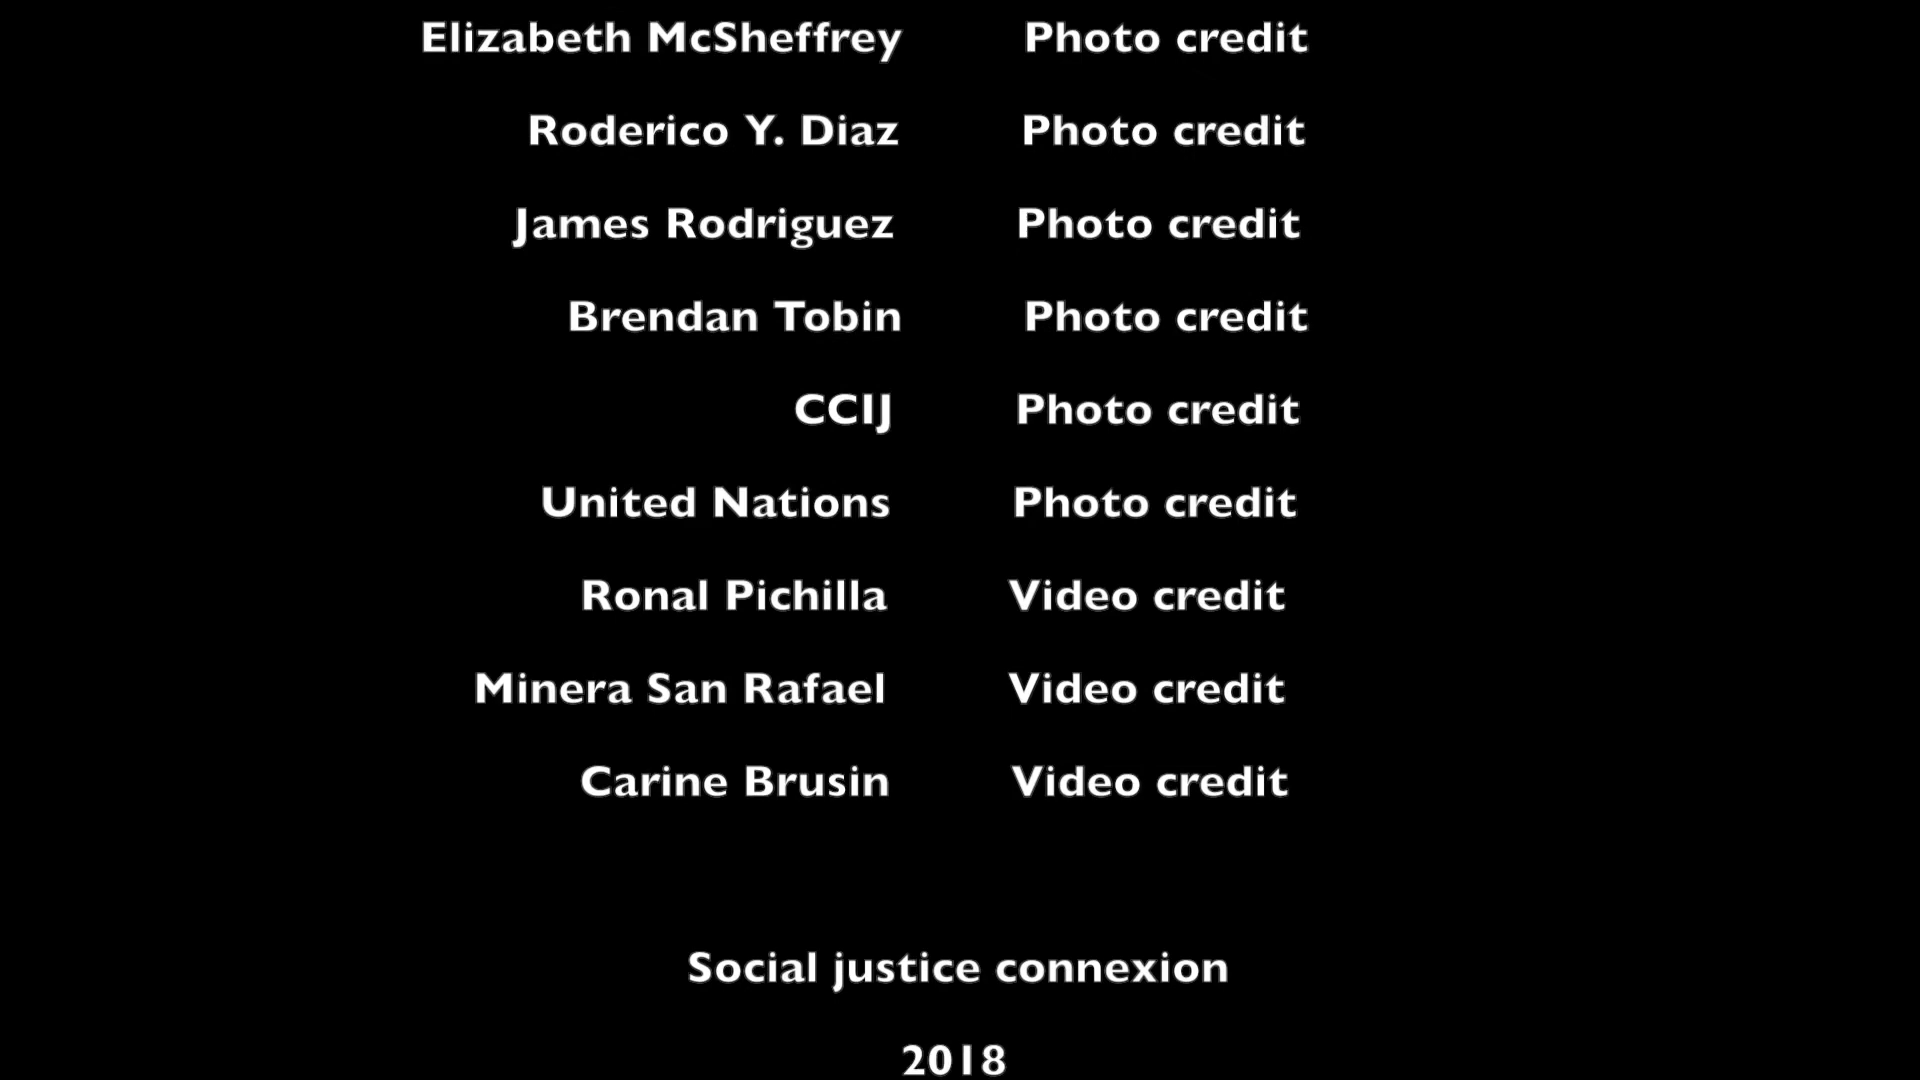 Elizabeth McSheffrey Photo credit
Roderico Y. Diaz Photo credit
James Rodriguez Photo credit
Brendan Tobin Photo credit
CCIJ Photo credit
United Nations Photo credit
Ronal Pichilla Video credit
Minera San Rafael Video credit
Carine Brusin Video credit
Social justice connexion
2018